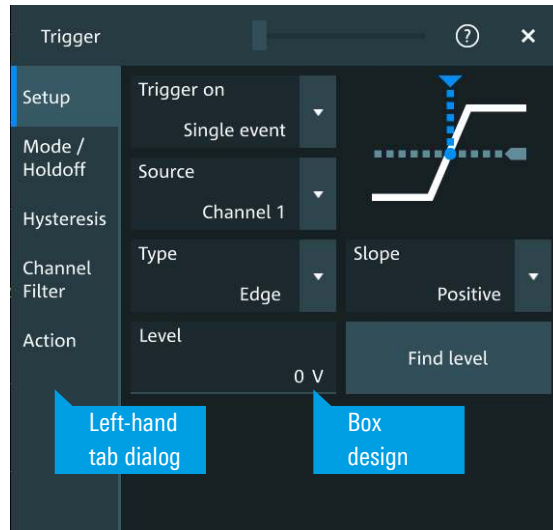 Trigger
?
×
Setup
Mode /
Holdoff
Hysteresis
Channel
Filter
Action
Trigger on
Single event
Source
Channel 1
Type
Edge
Slope
Positive
Level
0 V
Find level
Left-hand
tab dialog
Box
design